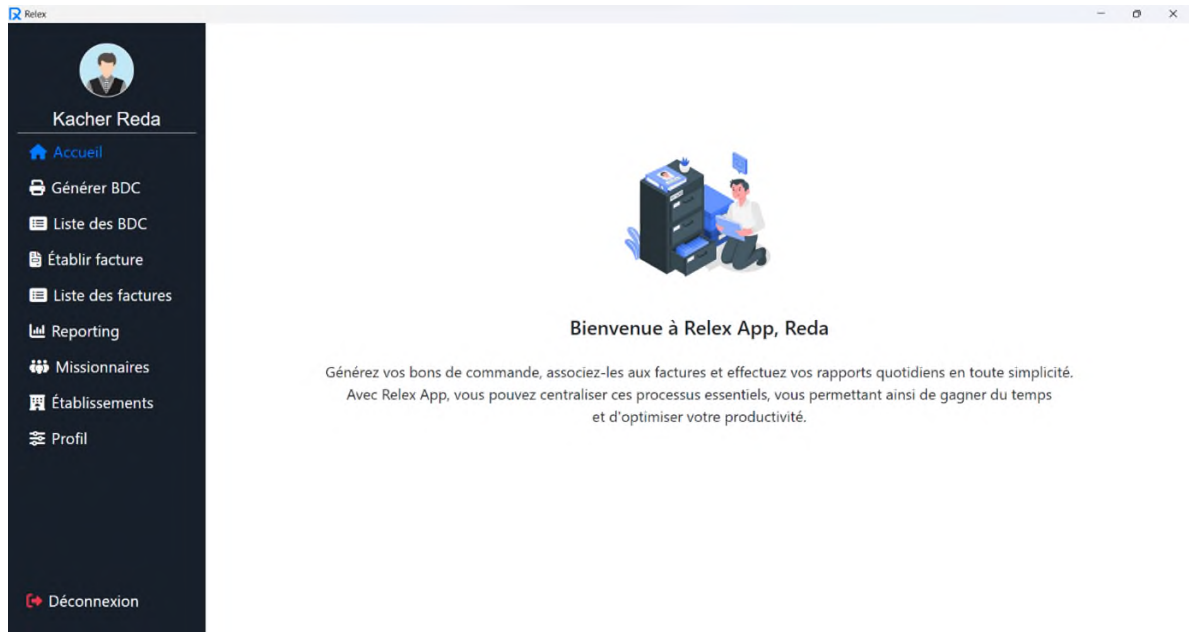 Relex
Kacher Reda
Accueil
Générer BDC
Liste des BDC
Établir facture
Liste des factures
Reporting
Missionnaires
Établissements
Profil
Déconnexion
Bienvenue à Relex App, Reda
Générez vos bons de commande, associez-les aux factures et effectuez vos rapports quotidiens en toute simplicité.
Avec Relex App, vous pouvez centraliser ces processus essentiels, vous permettant ainsi de gagner du temps
et d'optimiser votre productivité.